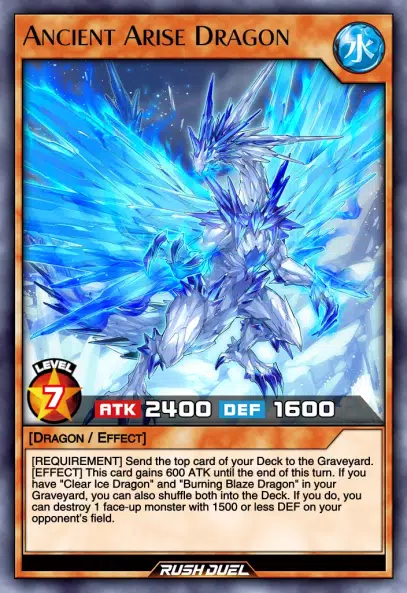 Ancient Arise Dragon
水
LEVEL
7
ATK 2400 DEF 1600
[Dragon / Effect]
[REQUIREMENT] Send the top card of your Deck to the Graveyard.
[EFFECT] This card gains 600 ATK until the end of this turn. If you
have "Clear Ice Dragon" and "Burning Blaze Dragon" in your
Graveyard, you can also shuffle both into the Deck. If you do, you
can destroy 1 face-up monster with 1500 or less DEF on your
opponent's field.
RUSH DUEL